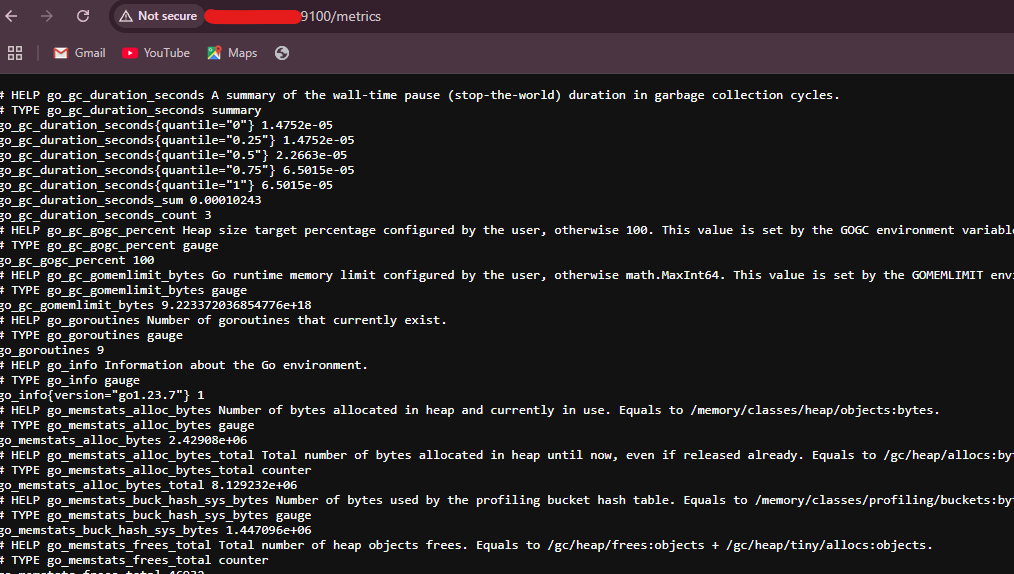 Not secure 9100/metrics
Gmail YouTube Maps
# HELP go_gc_duration_seconds A summary of the wall-time pause (stop-the-world) duration in garbage collection cycles.
# TYPE go_gc_duration_seconds summary
go_gc_duration_seconds{quantile="0"} 1.4752e-05
go_gc_duration_seconds{quantile="0.25"} 1.4752e-05
go_gc_duration_seconds{quantile="0.5"} 2.2663e-05
go_gc_duration_seconds{quantile="0.75"} 6.5015e-05
go_gc_duration_seconds{quantile="1"} 6.5015e-05
go_gc_duration_seconds_sum 0.00010243
go_gc_duration_seconds_count 3
# HELP go_gc_gogc_percent Heap size target percentage configured by the user, otherwise 100. This value is set by the GOGC environment variabl
# TYPE go_gc_gogc_percent gauge
go_gc_gogc_percent 100
# HELP go_gc_gomemlimit_bytes Go runtime memory limit configured by the user, otherwise math.MaxInt64. This value is set by the GOMEMLIMIT env
# TYPE go_gc_gomemlimit_bytes gauge
go_gc_gomemlimit_bytes 9.223372036854776e+18
# HELP go_goroutines Number of goroutines that currently exist.
# TYPE go_goroutines gauge
go_goroutines 9
# HELP go_info Information about the Go environment.
# TYPE go_info gauge
go_info{version="go1.23.7"} 1
# HELP go_memstats_alloc_bytes Number of bytes allocated in heap and currently in use. Equals to /memory/classes/heap/objects:bytes.
# TYPE go_memstats_alloc_bytes gauge
go_memstats_alloc_bytes 2.42908e+06
# HELP go_memstats_alloc_bytes_total Total number of bytes allocated in heap until now, even if released already. Equals to /gc/heap/allocs:by
# TYPE go_memstats_alloc_bytes_total counter
go_memstats_alloc_bytes_total 8.129232e+06
# HELP go_memstats_buck_hash_sys_bytes Number of bytes used by the profiling bucket hash table. Equals to /memory/classes/profiling/buckets:by
# TYPE go_memstats_buck_hash_sys_bytes gauge
go_memstats_buck_hash_sys_bytes 1.447096e+06
# HELP go_memstats_frees_total Total number of heap objects frees. Equals to /gc/heap/frees:objects + /gc/heap/tiny/allocs:objects.
# TYPE go_memstats_frees_total counter
go_memstats_frees_total